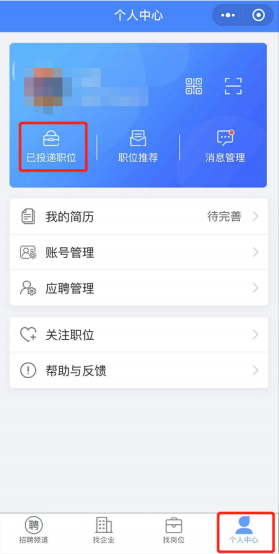 个人中心
已投递职位
职位推荐
消息管理
我的简历
待完善
账号管理
应聘管理
关注职位
帮助与反馈
聘
招聘频道
找企业
找岗位
个人中心